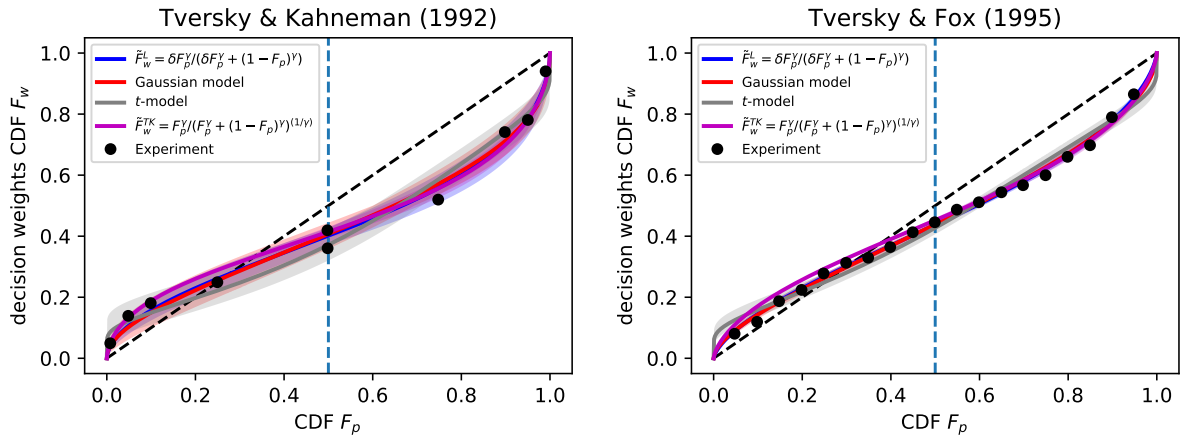 Tversky & Kahneman (1992)
1.0
0.8
0.6
0.4
0.2
0.0
decision weights CDF F_w
F̃_w^L = δF_p^γ/(δF_p^γ + (1 − F_p)^γ)
Gaussian model
t-model
F̃_w^{TK} = F_p^γ/(F_p^γ + (1 − F_p)^γ)^{(1/γ)}
Experiment
0.0 0.2 0.4 0.6 0.8 1.0
CDF F_p
Tversky & Fox (1995)
1.0
0.8
0.6
0.4
0.2
0.0
decision weights CDF F_w
F̃_w^L = δF_p^γ/(δF_p^γ + (1 − F_p)^γ)
Gaussian model
t-model
F̃_w^{TK} = F_p^γ/(F_p^γ + (1 − F_p)^γ)^{(1/γ)}
Experiment
0.0 0.2 0.4 0.6 0.8 1.0
CDF F_p